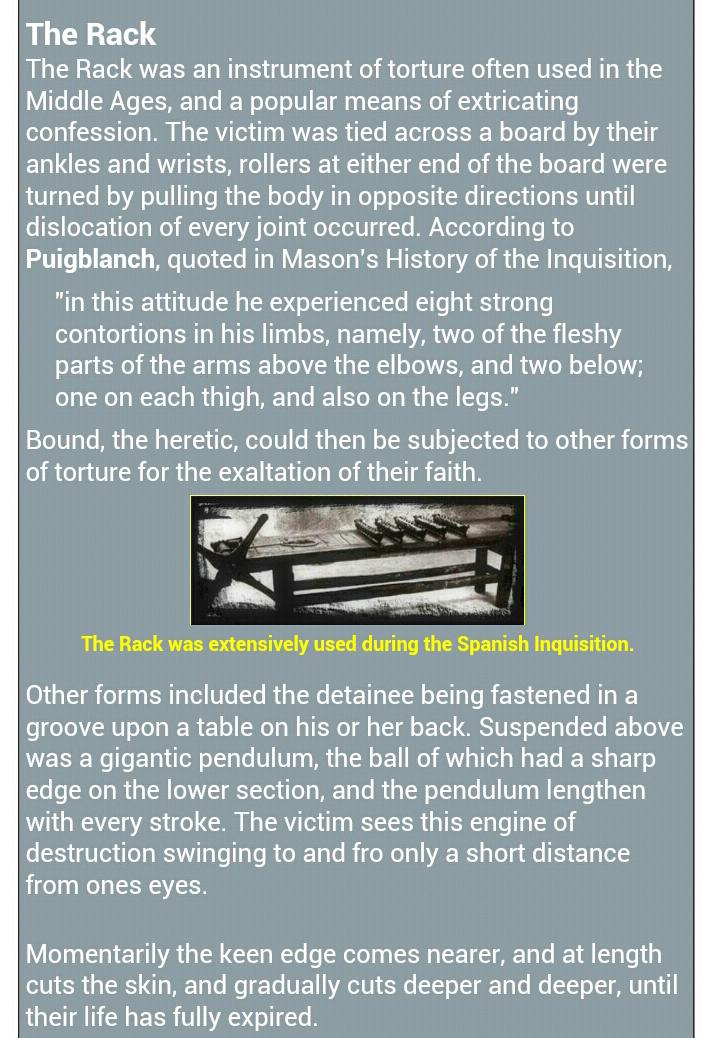 The Rack
The Rack was an instrument of torture often used in the
Middle Ages, and a popular means of extricating
confession. The victim was tied across a board by their
ankles and wrists, rollers at either end of the board were
turned by pulling the body in opposite directions until
dislocation of every joint occurred. According to
Puigblanch, quoted in Mason's History of the Inquisition,
"in this attitude he experienced eight strong
contortions in his limbs, namely, two of the fleshy
parts of the arms above the elbows, and two below;
one on each thigh, and also on the legs."
Bound, the heretic, could then be subjected to other forms
of torture for the exaltation of their faith.
The Rack was extensively used during the Spanish Inquisition.
Other forms included the detainee being fastened in a
groove upon a table on his or her back. Suspended above
was a gigantic pendulum, the ball of which had a sharp
edge on the lower section, and the pendulum lengthen
with every stroke. The victim sees this engine of
destruction swinging to and fro only a short distance
from ones eyes.
Momentarily the keen edge comes nearer, and at length
cuts the skin, and gradually cuts deeper and deeper, until
their life has fully expired.